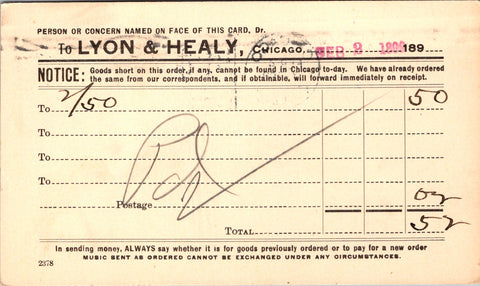 PERSON OR CONCERN NAMED ON FACE OF THIS CARD, Dr.
To LYON & HEALY, CHICAGO, FEB 2 189
NOTICE: Goods short on this order, if any, cannot be found in Chicago to-day. We have already ordered
the same from our correspondents, and if obtainable, will forward immediately on receipt.
To 2/50 50
To
To
To
To
Pd
Postage 02
TOTAL 52
In sending money, ALWAYS say whether it is for goods previously ordered or to pay for a new order
MUSIC SENT AS ORDERED CANNOT BE EXCHANGED UNDER ANY CIRCUMSTANCES.
2378